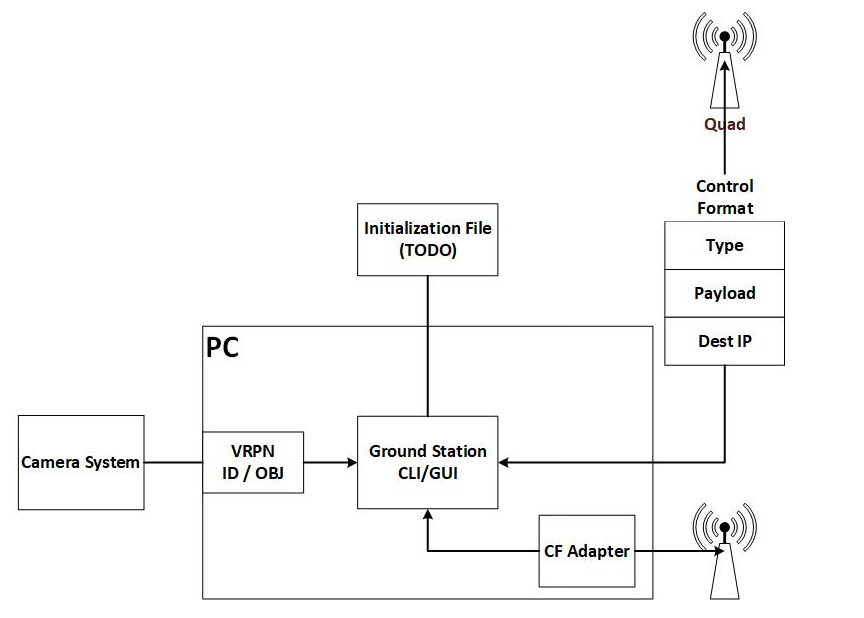 Quad
Control
Format
Type
Payload
Dest IP
Initialization File
(TODO)
PC
Camera System
VRPN
ID / OBJ
Ground Station
CLI/GUI
CF Adapter